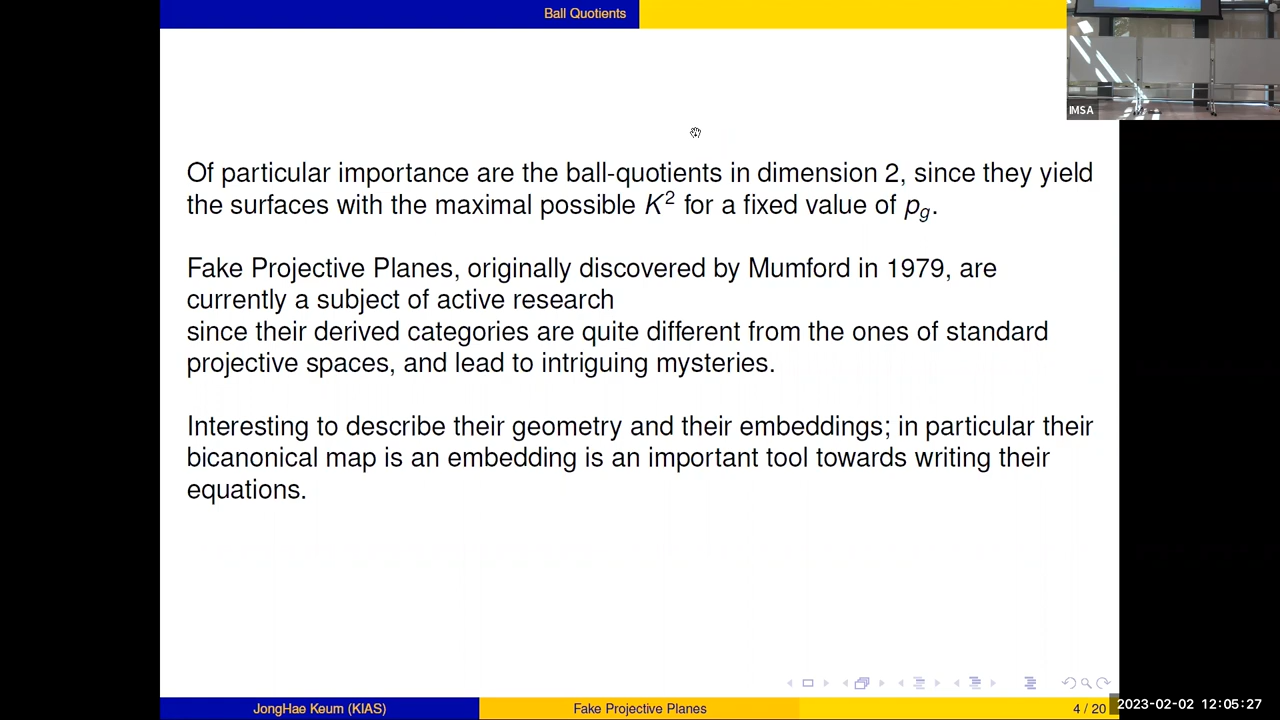 Ball Quotients
IMSA
Of particular importance are the ball-quotients in dimension 2, since they yield
the surfaces with the maximal possible K² for a fixed value of p_g.
Fake Projective Planes, originally discovered by Mumford in 1979, are
currently a subject of active research
since their derived categories are quite different from the ones of standard
projective spaces, and lead to intriguing mysteries.
Interesting to describe their geometry and their embeddings; in particular their
bicanonical map is an embedding is an important tool towards writing their
equations.
JongHae Keum (KIAS)
Fake Projective Planes
4 / 20
2023-02-02 12:05:27